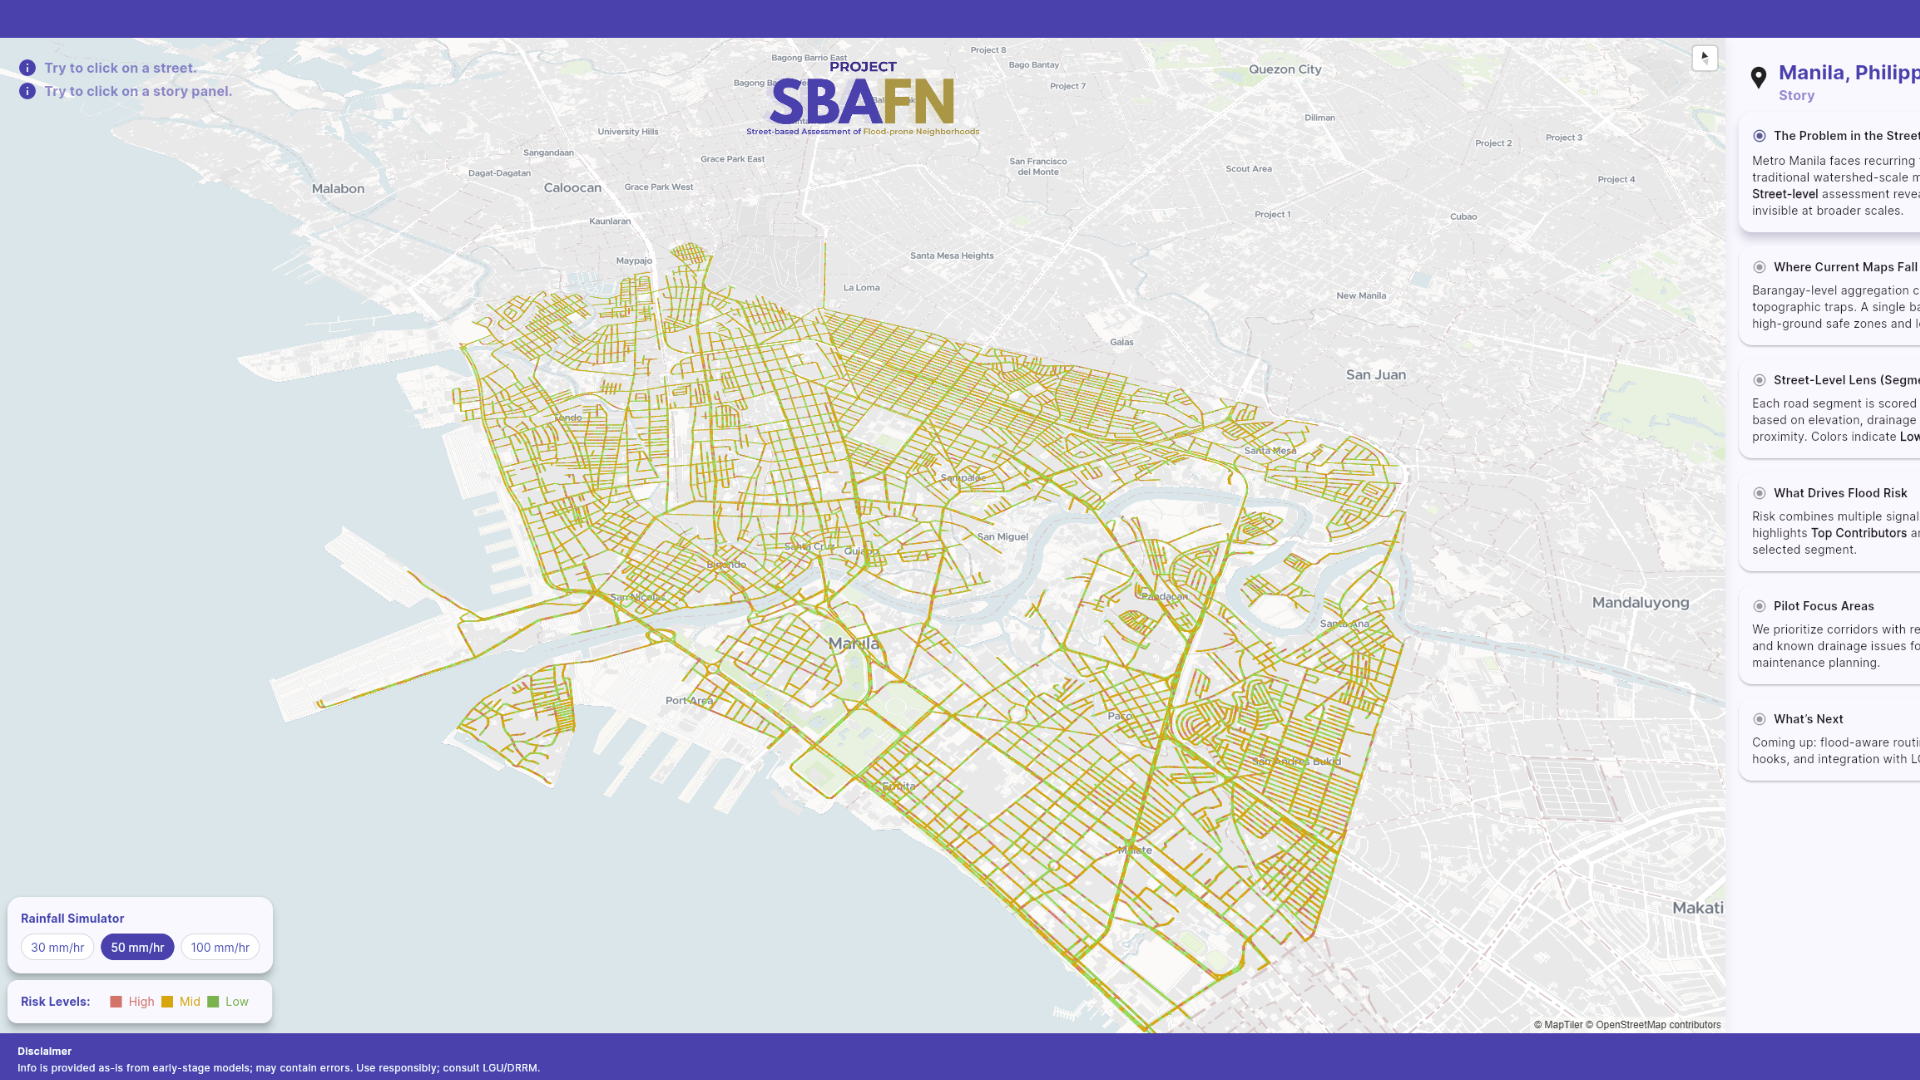 Try to click on a street.
Try to click on a story panel.
PROJECT
SBAFN
Street-based Assessment of Flood-prone Neighborhoods
Project 8
Bagong Barrio East
Bago Bantay
Quezon City
Project 7
Diliman
University Hills
Project 3
Project 2
Sangandaan
Grace Park East
San Francisco
del Monte
Scout Area
Dagat-Dagatan
Project 4
Malabon
Caloocan
Grace Park West
Project 1
Cubao
Kaunlaran
Santa Mesa Heights
Maypajo
La Loma
New Manila
Galas
San Juan
Tondo
Santa Mesa
Sampaloc
San Miguel
Santa Cruz
Quiapo
Binondo
San Nicolas
Pandacan
Mandaluyong
Santa Ana
Manila
Port Area
Paco
San Andres Bukid
Ermita
Malate
Makati
Manila, Philipp
Story
The Problem in the Street
Metro Manila faces recurring
traditional watershed-scale m
Street-level assessment revea
invisible at broader scales.
Where Current Maps Fall
Barangay-level aggregation c
topographic traps. A single ba
high-ground safe zones and l
Street-Level Lens (Segme
Each road segment is scored
based on elevation, drainage
proximity. Colors indicate Low
What Drives Flood Risk
Risk combines multiple signal
highlights Top Contributors a
selected segment.
Pilot Focus Areas
We prioritize corridors with re
and known drainage issues fo
maintenance planning.
What's Next
Coming up: flood-aware routi
hooks, and integration with L
Rainfall Simulator
30 mm/hr 50 mm/hr 100 mm/hr
Risk Levels: High Mid Low
© MapTiler © OpenStreetMap contributors
Disclaimer
Info is provided as-is from early-stage models; may contain errors. Use responsibly; consult LGU/DRRM.